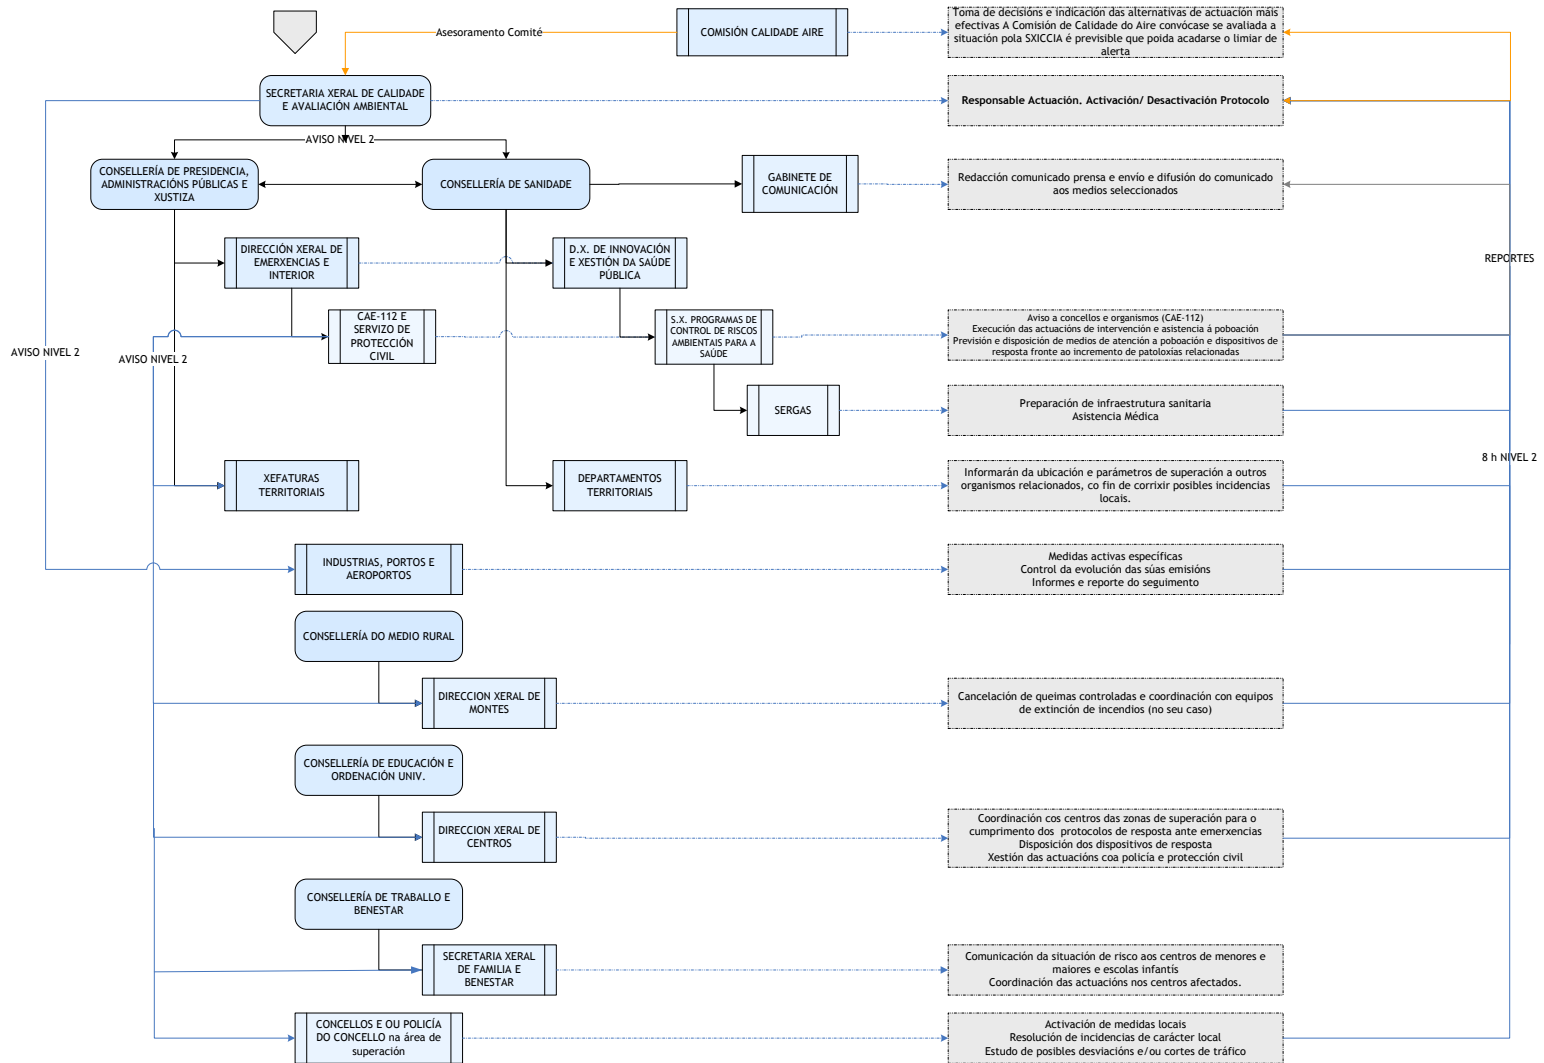 Asesoramento Comité
COMISIÓN CALIDADE AIRE
Toma de decisións e indicación das alternativas de actuación máis
efectivas A Comisión de Calidade do Aire convócase se avaliada a
situación pola SXICCIA é previsible que poida acadarse o limiar de
alerta
SECRETARIA XERAL DE CALIDADE
E AVALIACIÓN AMBIENTAL
Responsable Actuación. Activación/ Desactivación Protocolo
AVISO NIVEL 2
CONSELLERÍA DE PRESIDENCIA,
ADMINISTRACIÓNS PÚBLICAS E
XUSTIZA
CONSELLERÍA DE SANIDADE
GABINETE DE
COMUNICACIÓN
Redacción comunicado prensa e envío e difusión do comunicado
aos medios seleccionados
DIRECCIÓN XERAL DE
EMERXENCIAS E
INTERIOR
D.X. DE INNOVACIÓN
E XESTIÓN DA SAÚDE
PÚBLICA
REPORTES
CAE-112 E
SERVIZO DE
PROTECCIÓN
CIVIL
S.X. PROGRAMAS DE
CONTROL DE RISCOS
AMBIENTAIS PARA A
SAÚDE
Aviso a concellos e organismos (CAE-112)
Execución das actuacións de intervención e asistencia á poboación
Previsión e disposición de medios de atención a poboación e dispositivos de
resposta fronte ao incremento de patoloxías relacionadas
AVISO NIVEL 2
AVISO NIVEL 2
SERGAS
Preparación de infraestrutura sanitaria
Asistencia Médica
8 h NIVEL 2
XEFATURAS
TERRITORIAIS
DEPARTAMENTOS
TERRITORIAIS
Informarán da ubicación e parámetros de superación a outros
organismos relacionados, co fin de corrixir posibles incidencias
locais.
INDUSTRIAS, PORTOS E
AEROPORTOS
Medidas activas específicas
Control da evolución das súas emisións
Informes e reporte do seguimento
CONSELLERÍA DO MEDIO RURAL
DIRECCION XERAL DE
MONTES
Cancelación de queimas controladas e coordinación con equipos
de extinción de incendios (no seu caso)
CONSELLERÍA DE EDUCACIÓN E
ORDENACIÓN UNIV.
DIRECCION XERAL DE
CENTROS
Coordinación cos centros das zonas de superación para o
cumprimento dos protocolos de resposta ante emerxencias
Disposición dos dispositivos de resposta
Xestión das actuacións coa policía e protección civil
CONSELLERÍA DE TRABALLO E
BENESTAR
SECRETARIA XERAL
DE FAMILIA E
BENESTAR
Comunicación da situación de risco aos centros de menores e
maiores e escolas infantís
Coordinación das actuacións nos centros afectados.
CONCELLOS E OU POLICÍA
DO CONCELLO na área de
superación
Activación de medidas locais
Resolución de incidencias de carácter local
Estudo de posibles desviacións e/ou cortes de tráfico